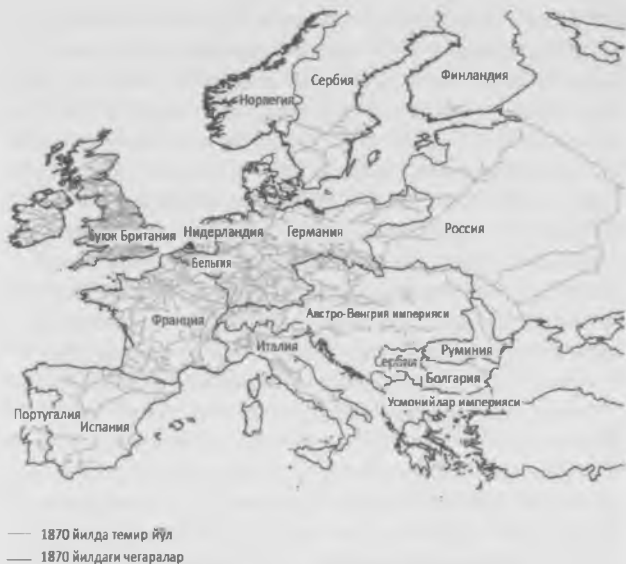 Сербия
Финландия
Норвегия
Буюк Британия
Нидерландия
Германия
Россия
Бельгия
Франция
Австро-Венгрия империяси
Италия
Сербия
Руминия
Болгария
Усмонийлар империяси
Португалия
Испания
1870 йилда темир йўл
1870 йилдаги чегаралар